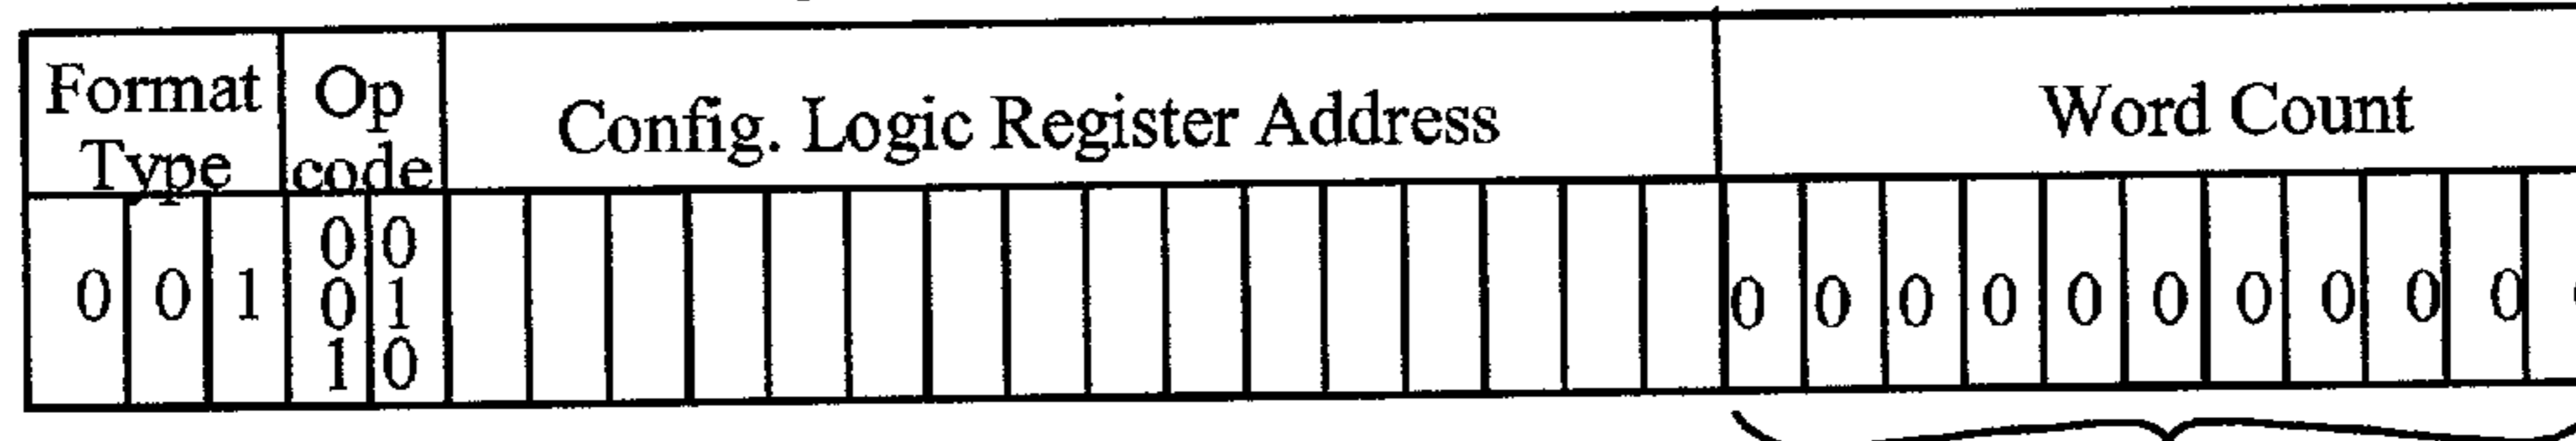 Format Type Op code Config. Logic Register Address Word Count
0 0 1 0 0 0 0 0 0 0 0 0 0 0 0
0 1
1 0